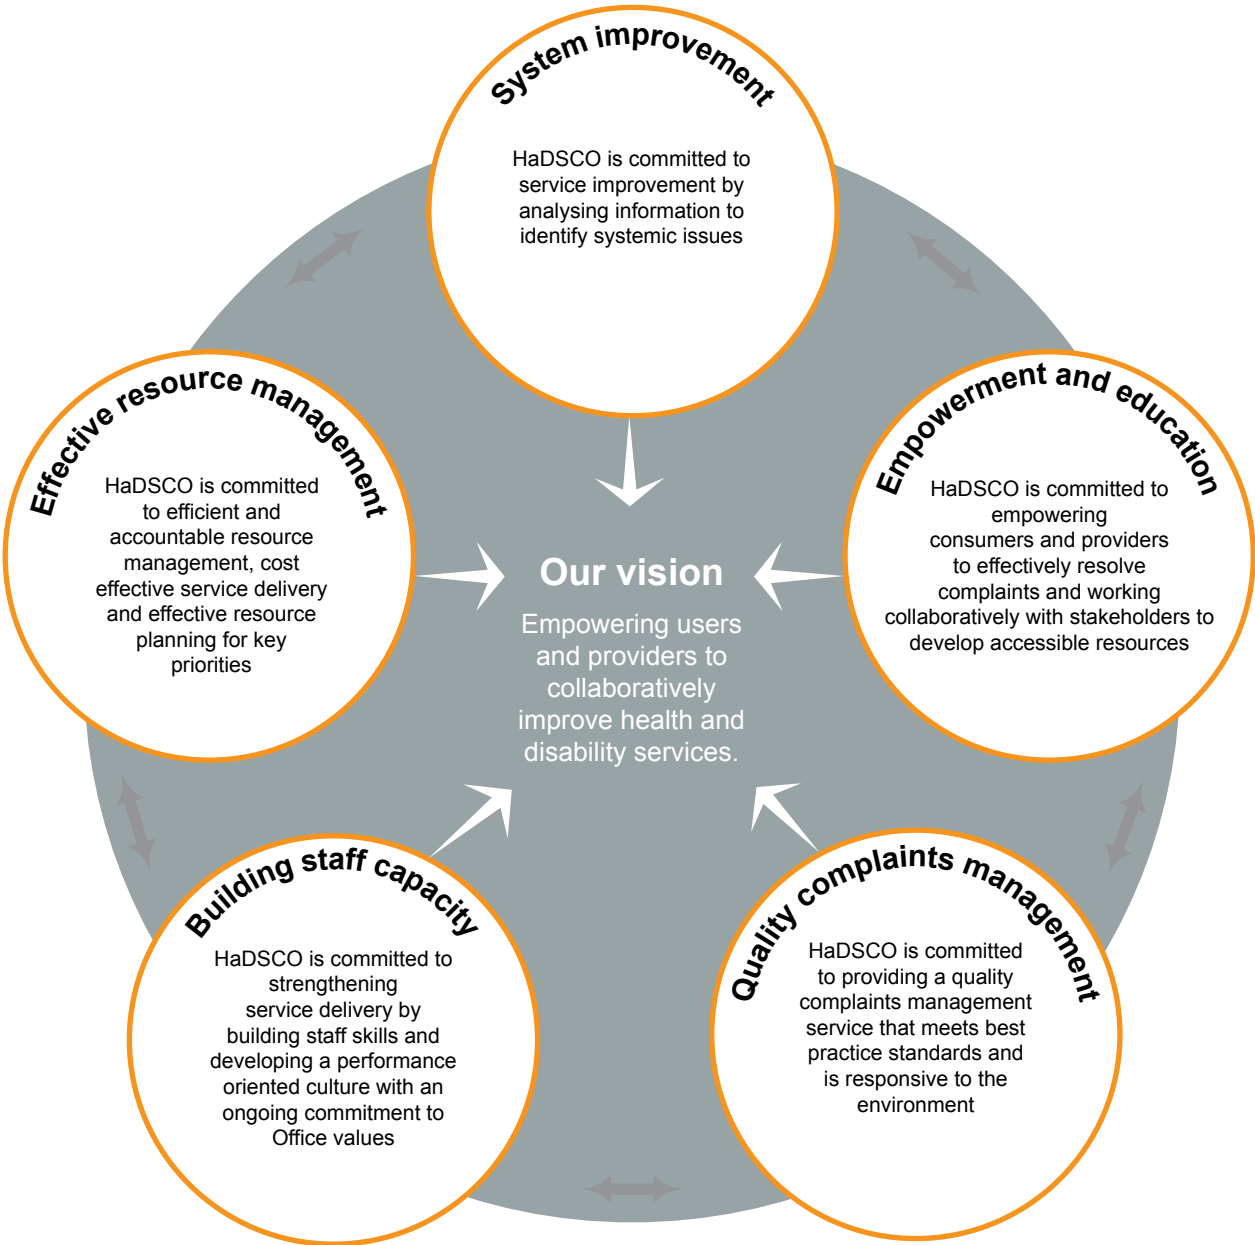 System improvement
HaDSCO is committed to
service improvement by
analysing information to
identify systemic issues
Effective resource management
HaDSCO is committed
to efficient and
accountable resource
management, cost
effective service delivery
and effective resource
planning for key
priorities
Empowerment and education
HaDSCO is committed to
empowering
consumers and providers
to effectively resolve
complaints and working
collaboratively with stakeholders to
develop accessible resources
Our vision
Empowering users
and providers to
collaboratively
improve health and
disability services.
Building staff capacity
HaDSCO is committed to
strengthening
service delivery by
building staff skills and
developing a performance
oriented culture with an
ongoing commitment to
Office values
Quality complaints management
HaDSCO is committed
to providing a quality
complaints management
service that meets best
practice standards and
is responsive to the
environment